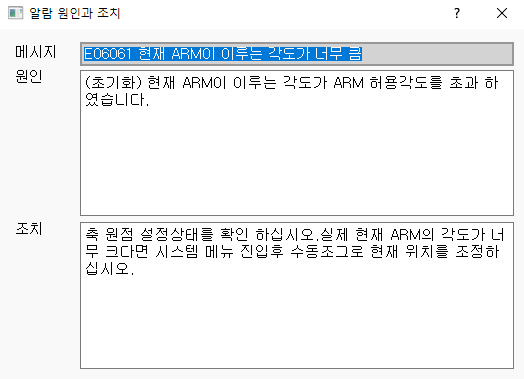 알람 원인과 조치
메시지
E06061 현재 ARM이 이루는 각도가 너무 큼
원인
(초기화) 현재 ARM이 이루는 각도가 ARM 허용각도를 초과 하
였습니다.
조치
축 원점 설정상태를 확인 하십시오.실제 현재 ARM의 각도가 너
무 크다면 시스템 메뉴 진입후 수동조그로 현재 위치를 조정하
십시오.